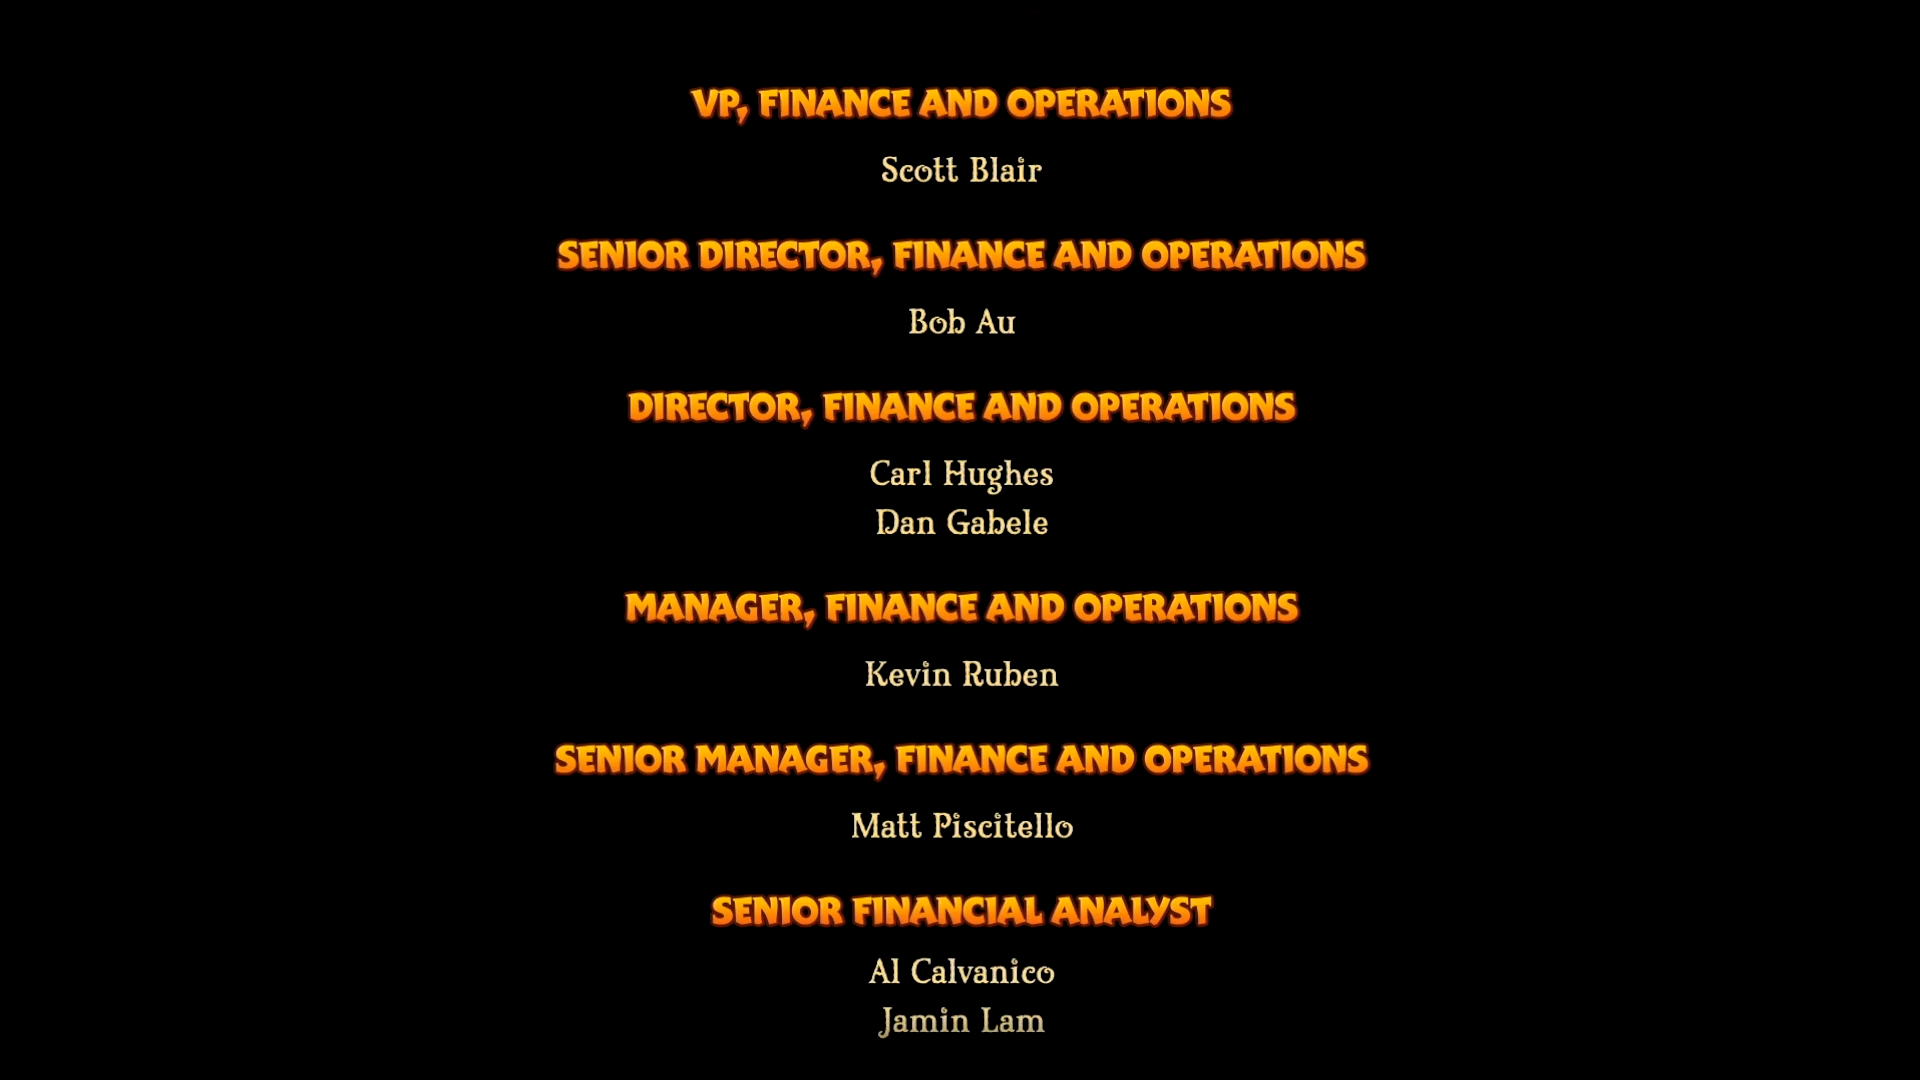 VP, FINANCE AND OPERATIONS
Scott Blair
SENIOR DIRECTOR, FINANCE AND OPERATIONS
Bob Au
DIRECTOR, FINANCE AND OPERATIONS
Carl Hughes
Dan Gabele
MANAGER, FINANCE AND OPERATIONS
Kevin Ruben
SENIOR MANAGER, FINANCE AND OPERATIONS
Matt Piscitello
SENIOR FINANCIAL ANALYST
Al Calvanico
Jamin Lam